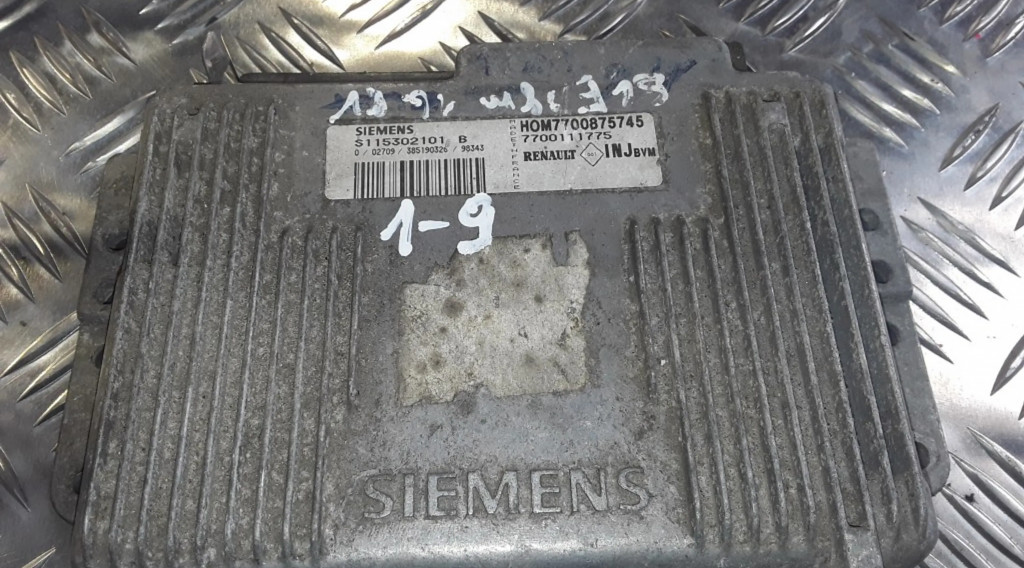 SIEMENS
S115302101 B
0 / 02709 / 385190326 / 98343
MADE IN FRANCE
HOM7700875745
7700111775
RENAULT INJ BVM
1-9
SIEMENS